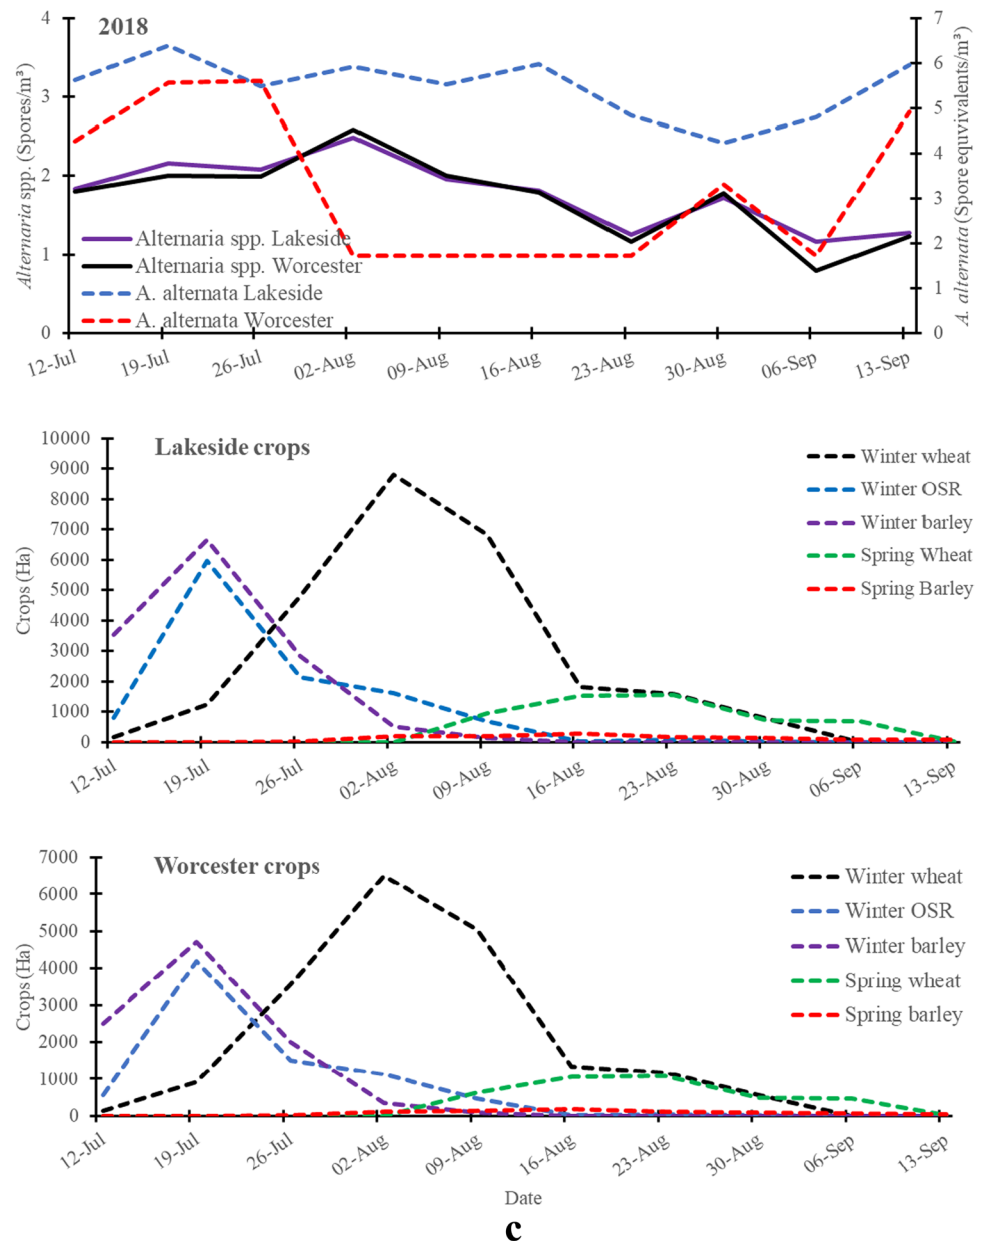 2018
4
3
2
1
0
Alternaria spp. (Spores/m³)
7
6
5
4
3
2
1
0
A. alternata (Spore equvivalents/m³)
Alternaria spp. Lakeside
Alternaria spp. Worcester
A. alternata Lakeside
A. alternata Worcester
12-Jul 19-Jul 26-Jul 02-Aug 09-Aug 16-Aug 23-Aug 30-Aug 06-Sep 13-Sep
Lakeside crops
10000
9000
8000
7000
6000
5000
4000
3000
2000
1000
0
Crops (Ha)
Winter wheat
Winter OSR
Winter barley
Spring Wheat
Spring Barley
12-Jul 19-Jul 26-Jul 02-Aug 09-Aug 16-Aug 23-Aug 30-Aug 06-Sep 13-Sep
Worcester crops
7000
6000
5000
4000
3000
2000
1000
0
Crops (Ha)
Winter wheat
Winter OSR
Winter barley
Spring wheat
Spring barley
12-Jul 19-Jul 26-Jul 02-Aug 09-Aug 16-Aug 23-Aug 30-Aug 06-Sep 13-Sep
Date
c